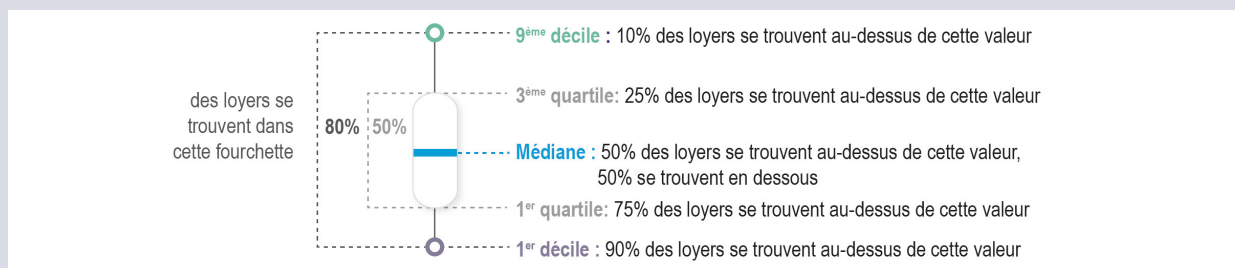 9ème décile : 10% des loyers se trouvent au-dessus de cette valeur
3ème quartile: 25% des loyers se trouvent au-dessus de cette valeur
des loyers se
trouvent dans
cette fourchette
80%
50%
Médiane : 50% des loyers se trouvent au-dessus de cette valeur,
50% se trouvent en dessous
1er quartile: 75% des loyers se trouvent au-dessus de cette valeur
1er décile : 90% des loyers se trouvent au-dessus de cette valeur